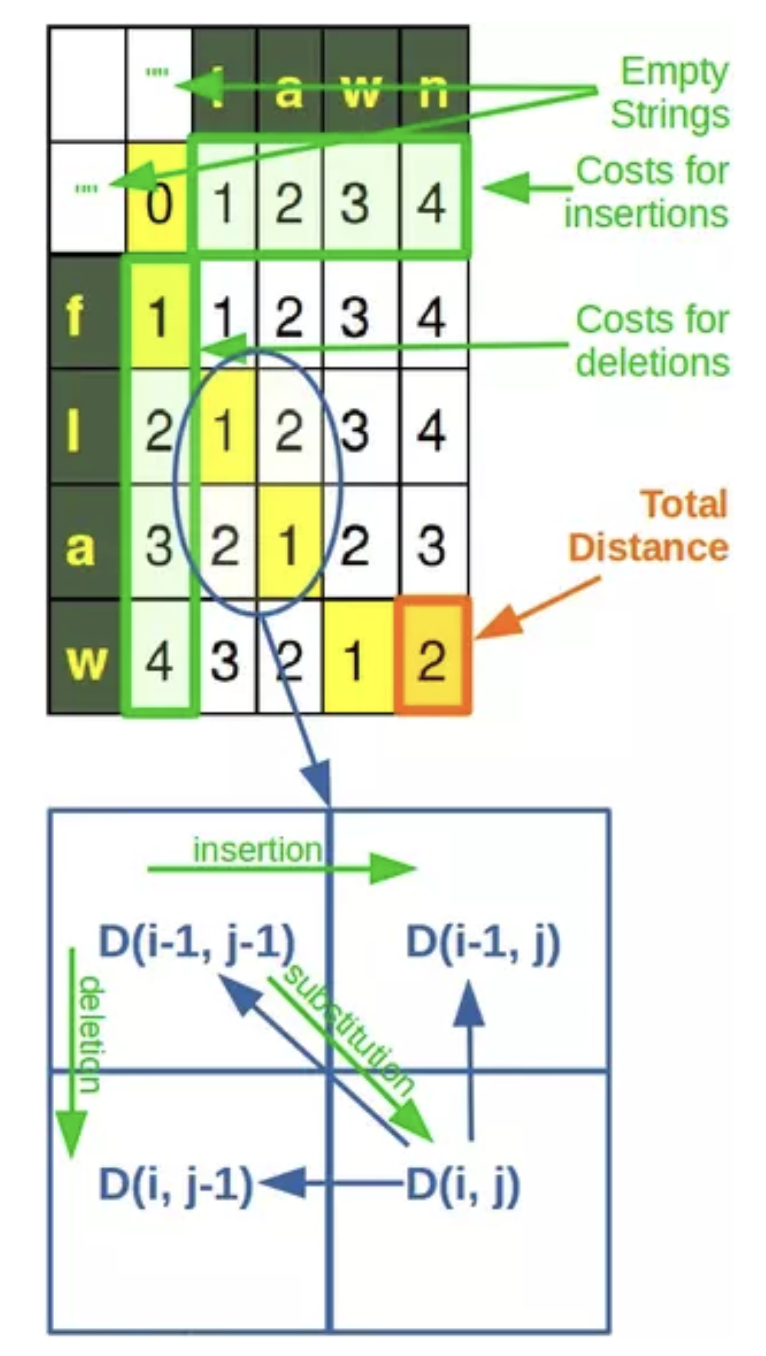 "" l a w n
Empty
Strings
"" 0 1 2 3 4
Costs for
insertions
f 1 1 2 3 4
Costs for
deletions
l 2 1 2 3 4
a 3 2 1 2 3
Total
Distance
w 4 3 2 1 2
insertion
D(i-1, j-1) D(i-1, j)
deletion
substitution
D(i, j-1) D(i, j)